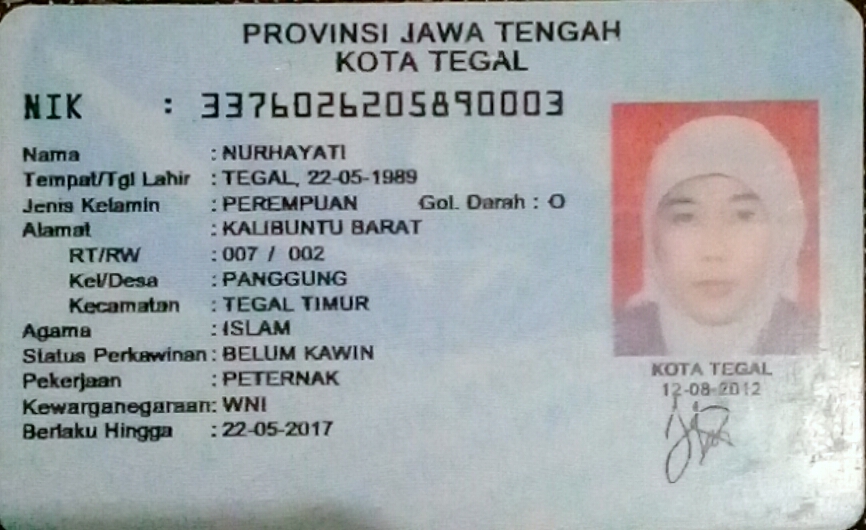 PROVINSI JAWA TENGAH
KOTA TEGAL
NIK : 3376026205890003
Nama : NURHAYATI
Tempat/Tgl Lahir : TEGAL, 22-05-1989
Jenis Kelamin : PEREMPUAN Gol. Darah : O
Alamat : KALIBUNTU BARAT
RT/RW : 007 / 002
Kel/Desa : PANGGUNG
Kecamatan : TEGAL TIMUR
Agama : ISLAM
Status Perkawinan : BELUM KAWIN
Pekerjaan : PETERNAK
Kewarganegaraan : WNI
Berlaku Hingga : 22-05-2017
KOTA TEGAL
12-08-2012